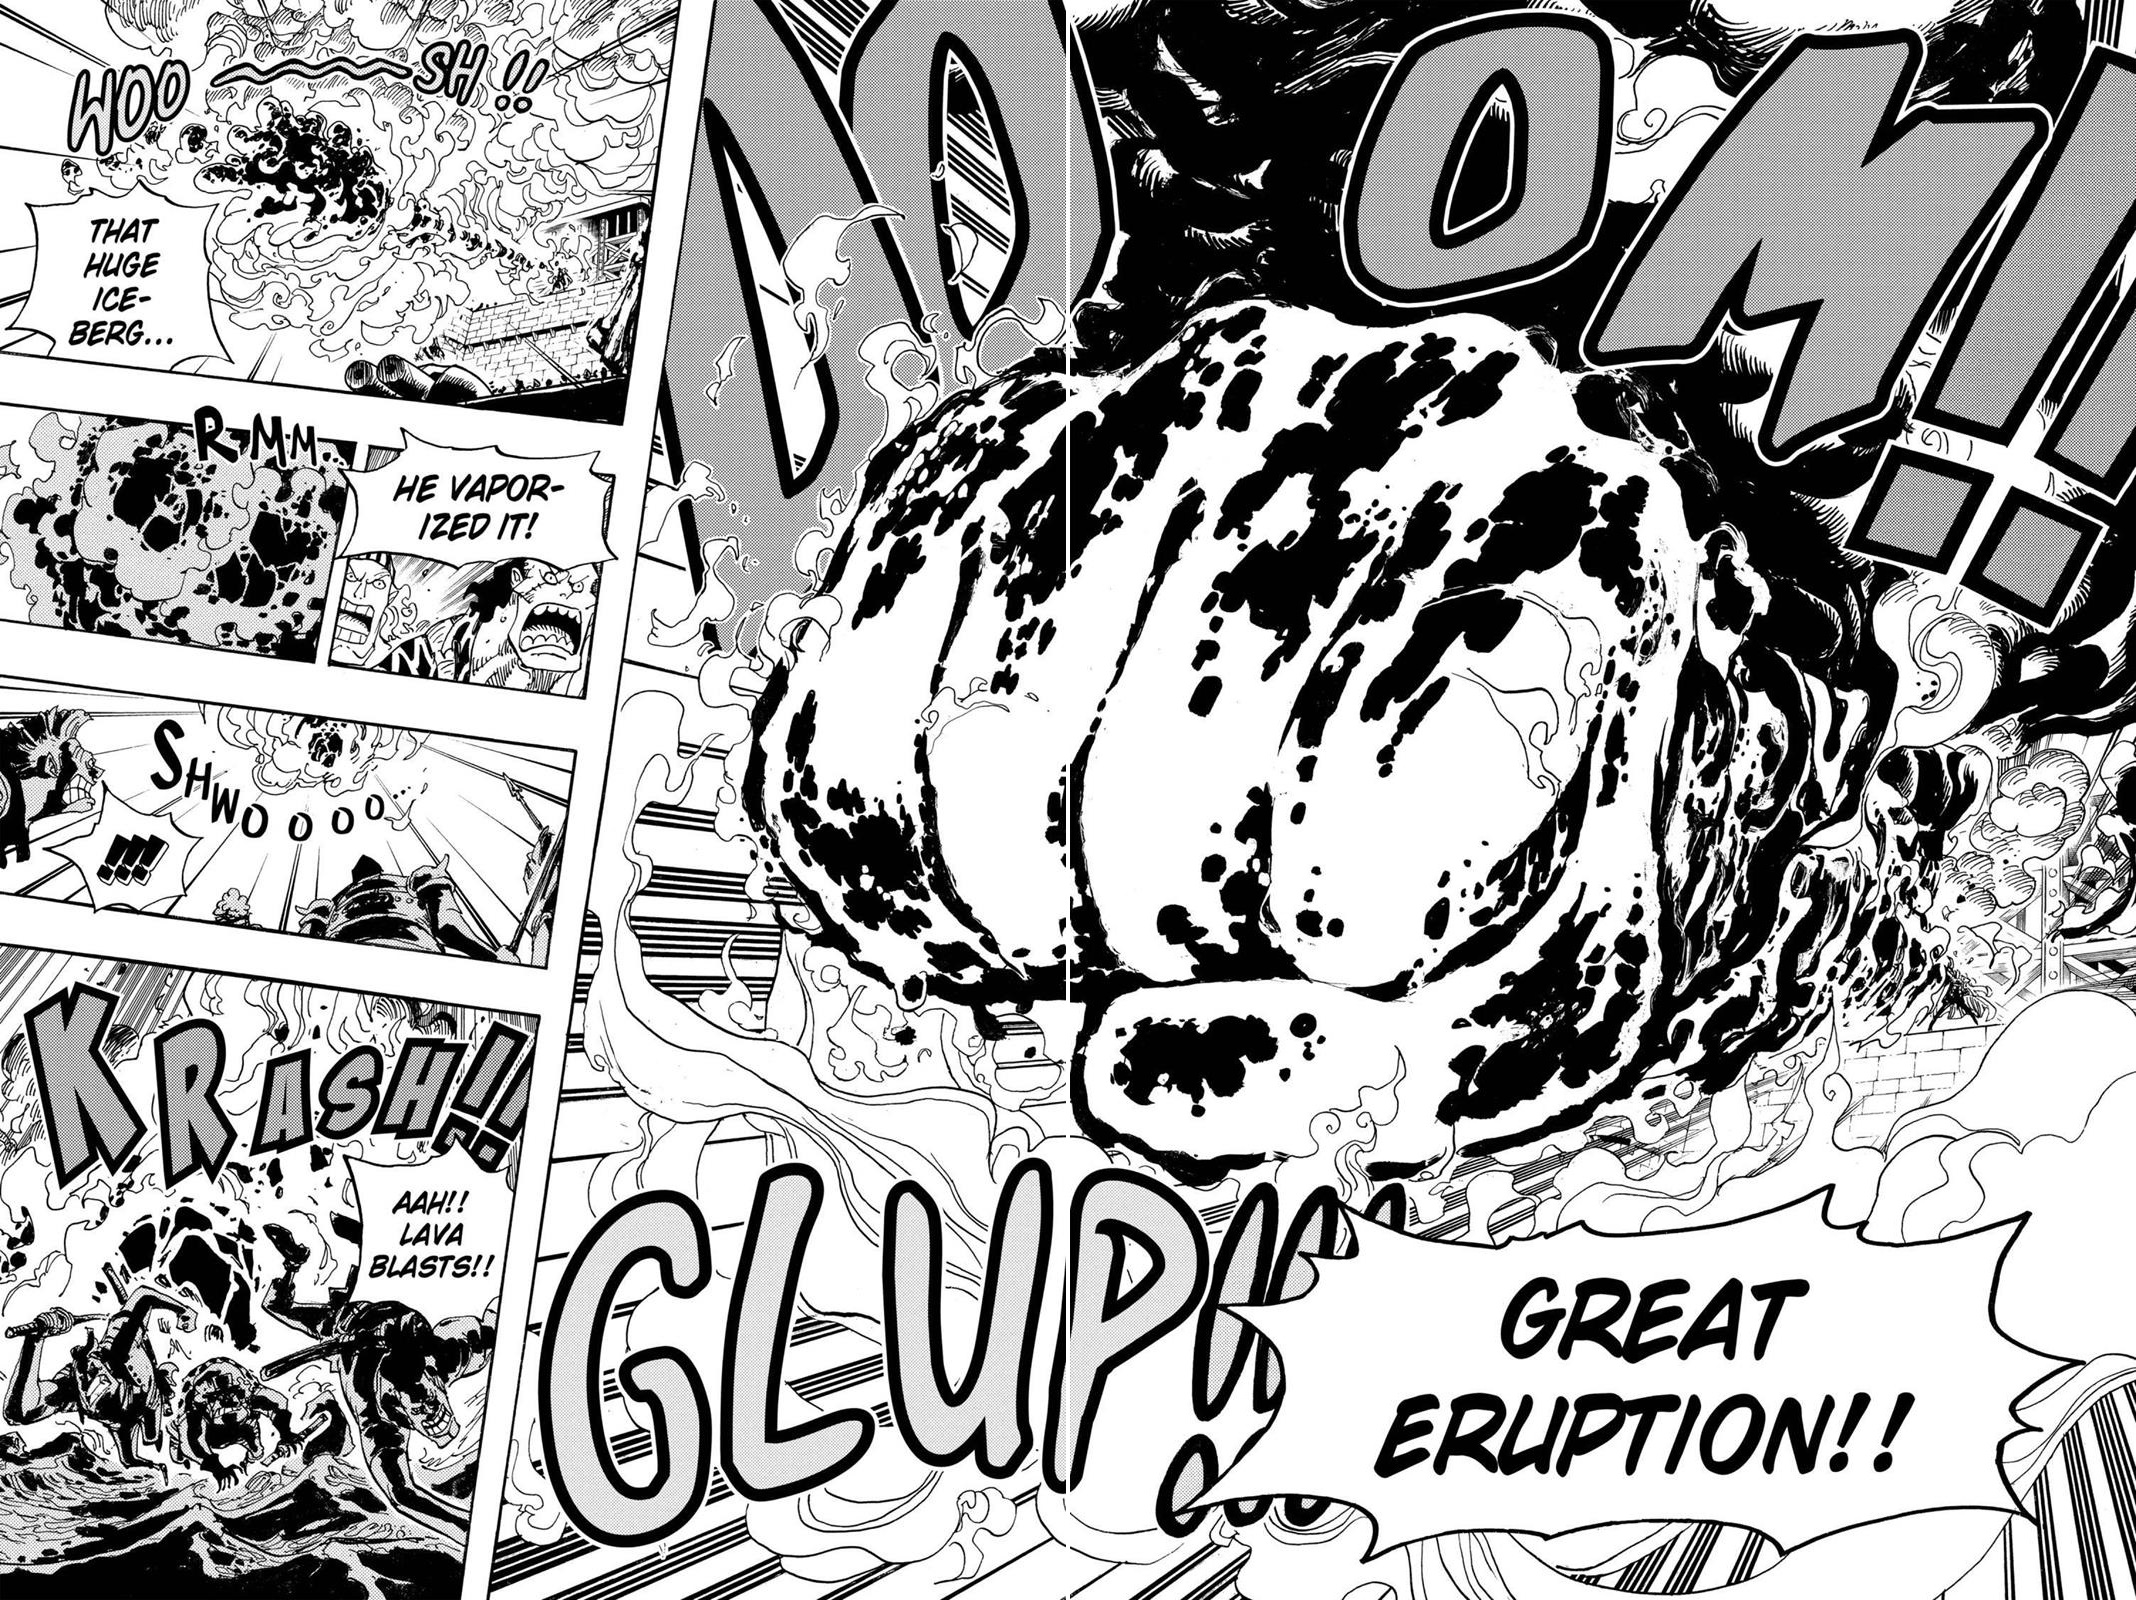 OOM!!
GREAT
ERUPTION!!
GLUP
WOO SH!!
THAT
HUGE
ICE-
BERG...
RMM...
HE VAPOR-
IZED IT!
SHWOOOO...
!!!
KRASH!!
AAH!!
LAVA
BLASTS!!